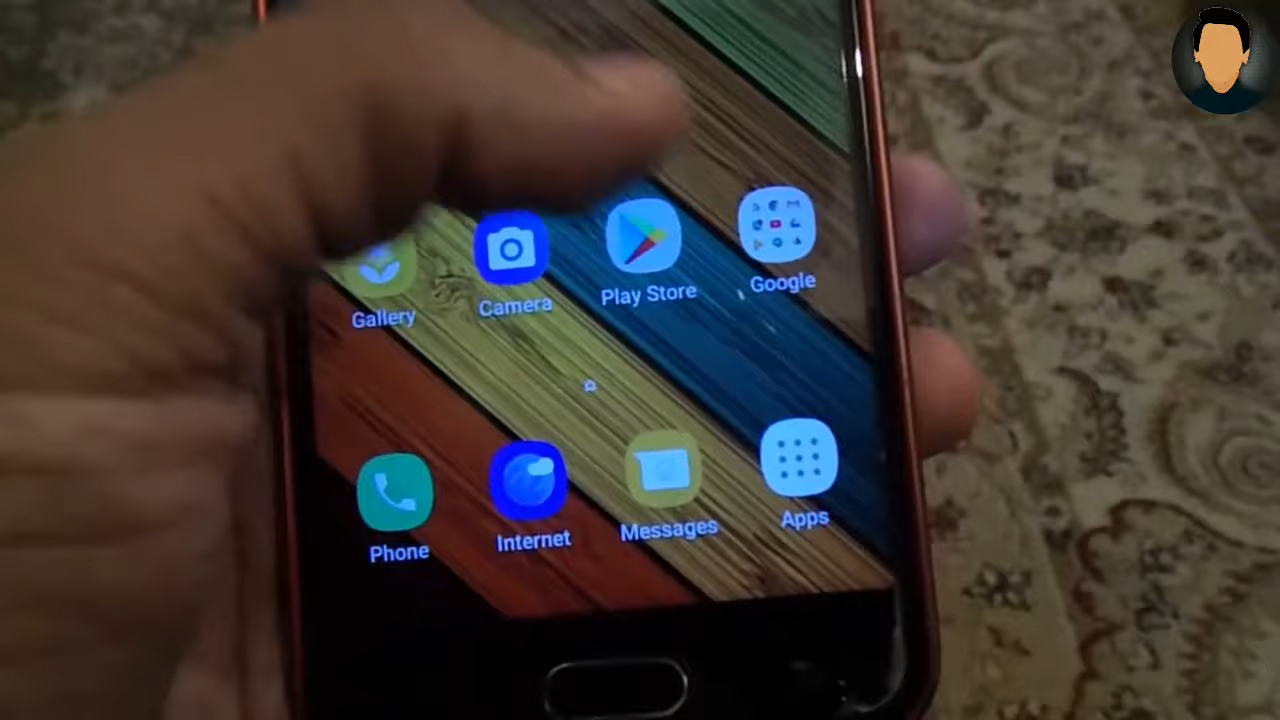 Gallery
Camera
Play Store
Google
Phone
Internet
Messages
Apps